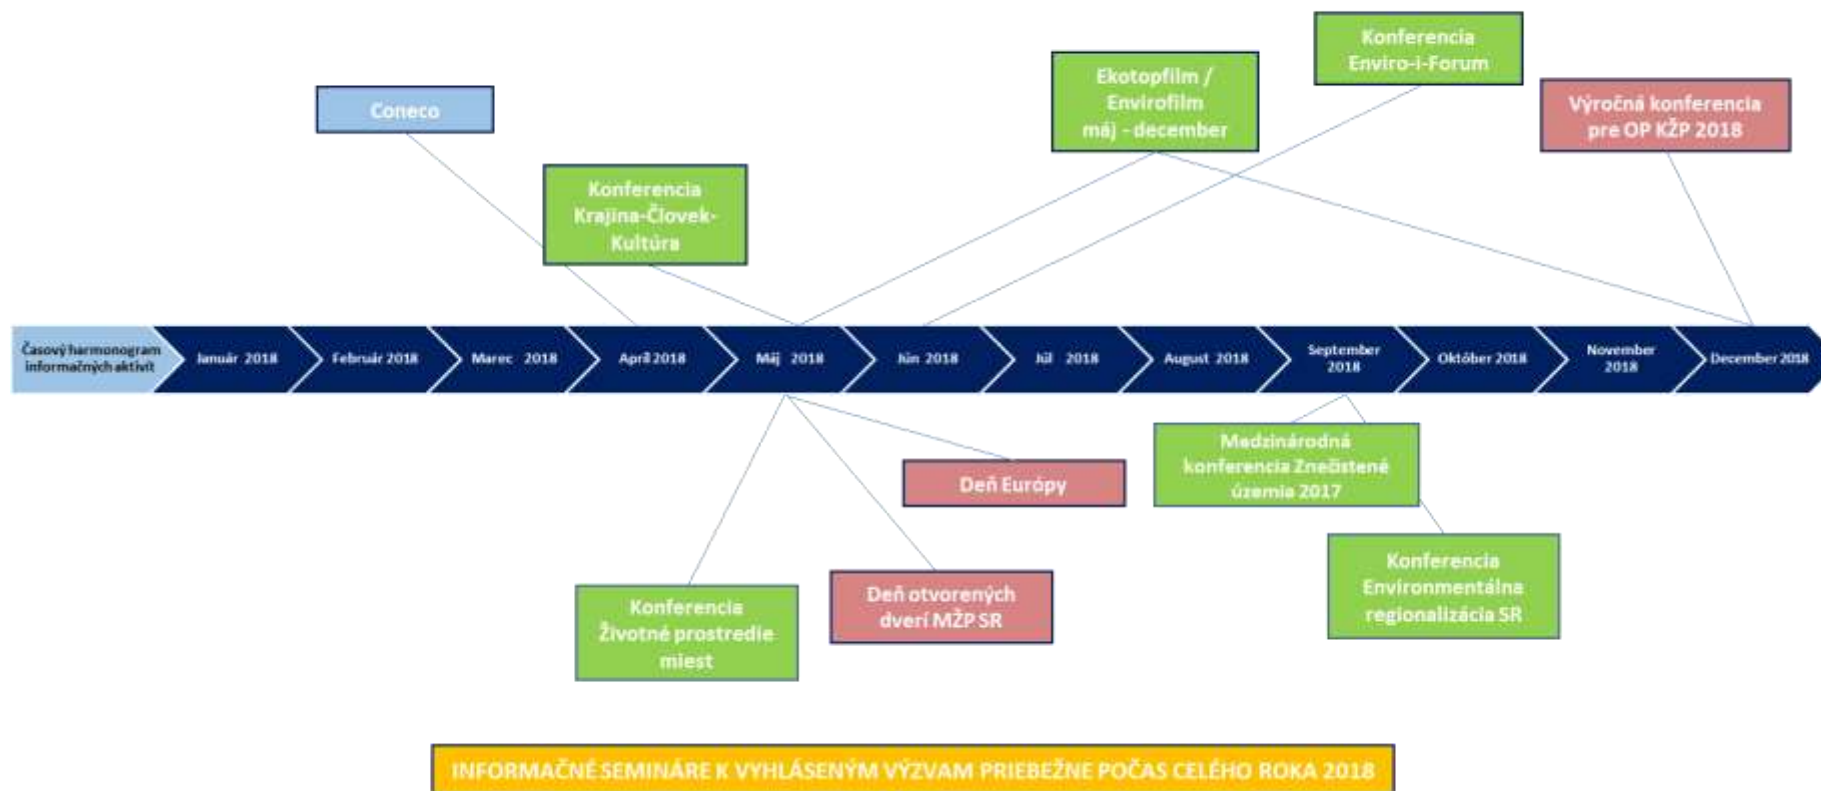 Konferencia
Enviro-i-Forum
Ekotopfilm /
Envirofilm
máj - december
Výročná konferencia
pre OP KŽP 2018
Coneco
Konferencia
Krajina-Človek-
Kultúra
Časový harmonogram
informačných aktivít
Január 2018
Február 2018
Marec 2018
Apríl 2018
Máj 2018
Jún 2018
Júl 2018
August 2018
September
2018
Október 2018
November
2018
December 2018
Medzinárodná
konferencia Znečistené
územia 2017
Deň Európy
Konferencia
Environmentálna
regionalizácia SR
Deň otvorených
dverí MŽP SR
Konferencia
Životné prostredie
miest
INFORMAČNÉ SEMINÁRE K VYHLÁSENÝM VÝZVAM PRIEBEŽNE POČAS CELÉHO ROKA 2018